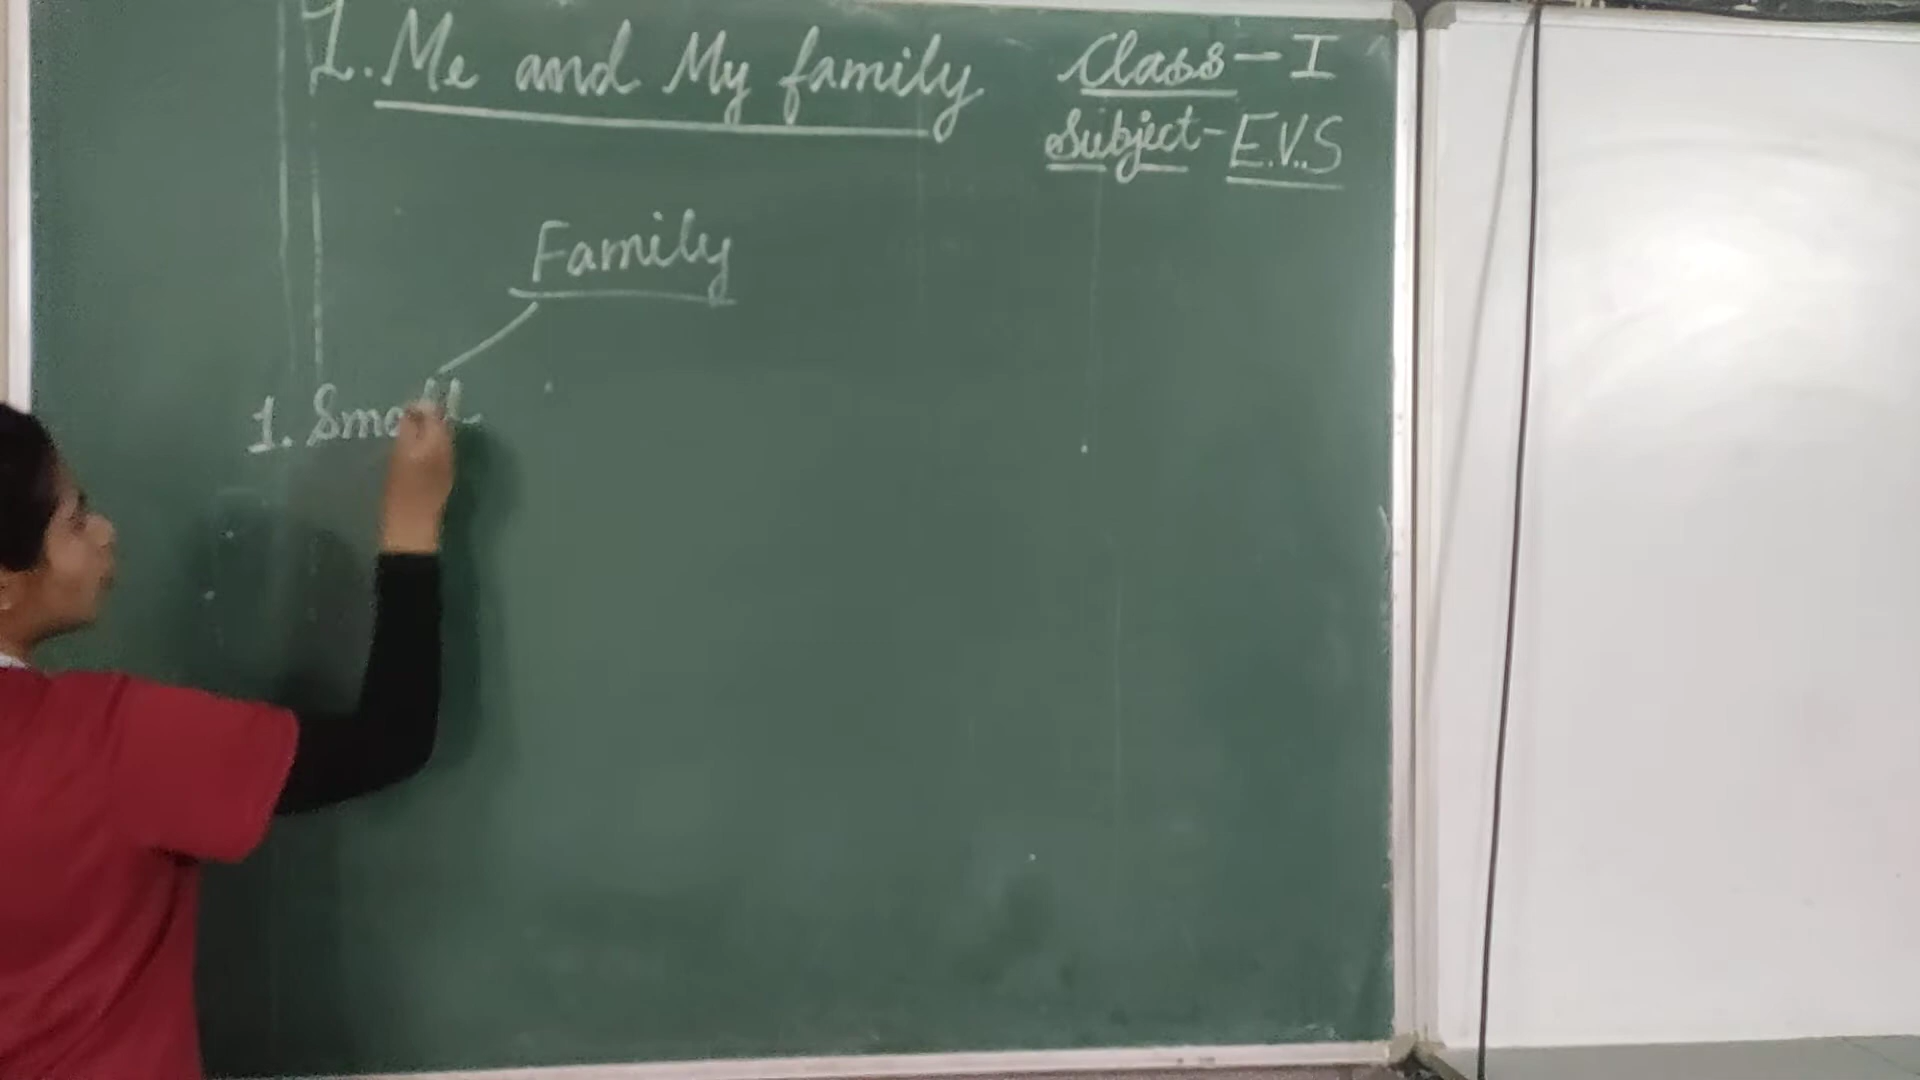 1. Me and My family
Class - I
Subject - E.V.S
Family
1. Small